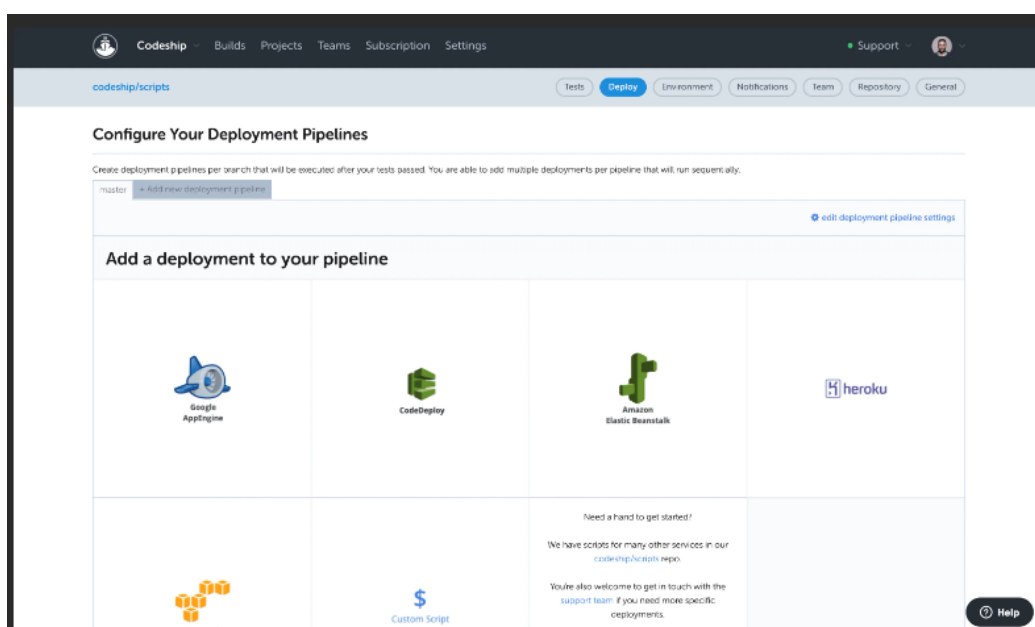 Codeship Builds Projects Teams Subscription Settings Support
codeship/scripts Tests Deploy Environment Notifications Team Repository General
Configure Your Deployment Pipelines
Create deployment pipelines per branch that will be executed after your tests passed. You are able to add multiple deployments per pipeline that will run sequentially.
master + Add new deployment pipeline
edit deployment pipeline settings
Add a deployment to your pipeline
Google
AppEngine
CodeDeploy
Amazon
Elastic Beanstalk
heroku
Need a hand to get started?
We have scripts for many other services in our
codeship/scripts repo.
You're also welcome to get in touch with the
support team if you need more specific
deployments.
$
Custom Script
Help